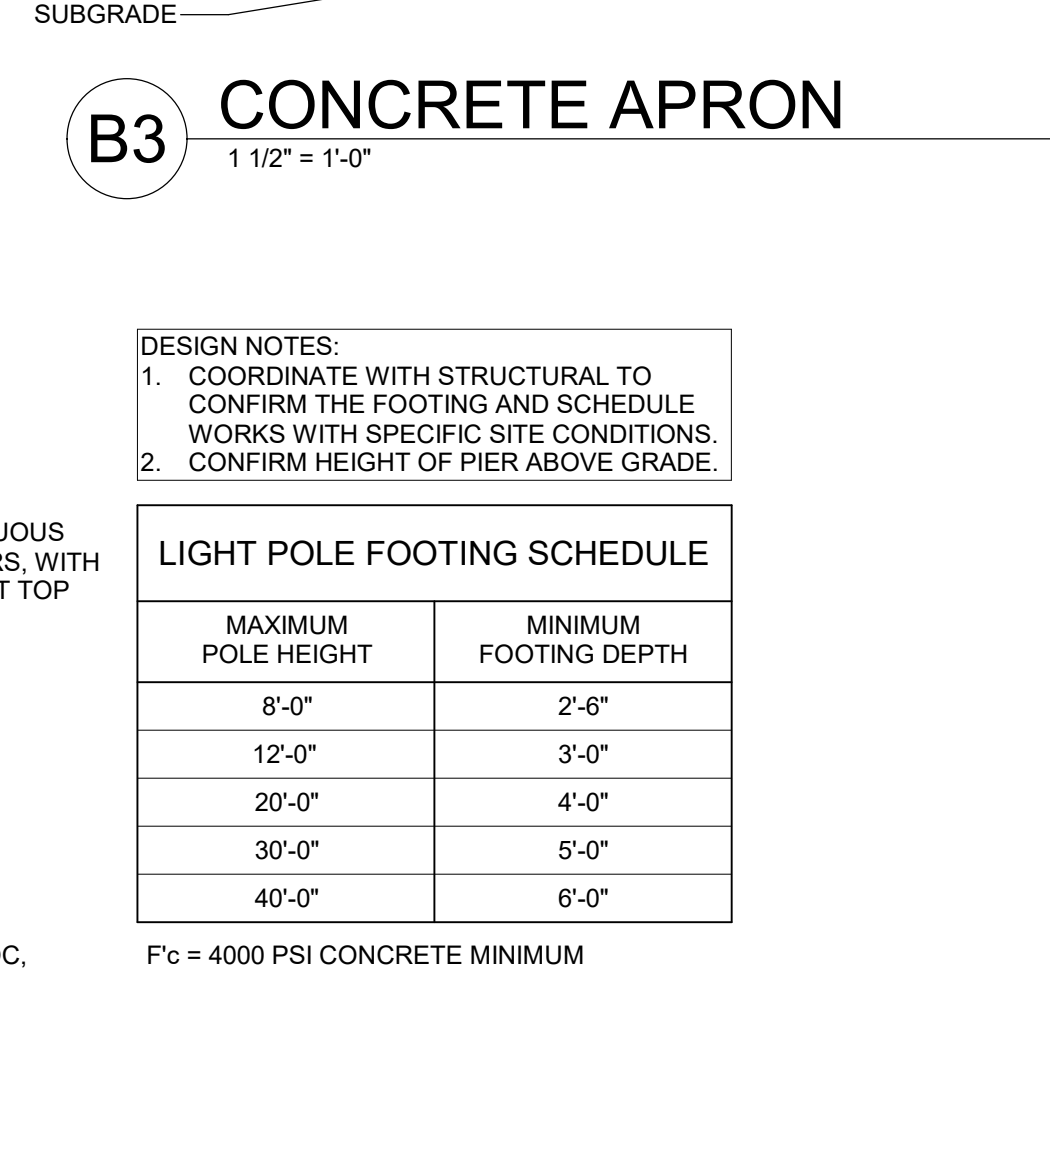 SUBGRADE
B3
CONCRETE APRON
1 1/2" = 1'-0"
DESIGN NOTES:
1. COORDINATE WITH STRUCTURAL TO
CONFIRM THE FOOTING AND SCHEDULE
WORKS WITH SPECIFIC SITE CONDITIONS.
2. CONFIRM HEIGHT OF PIER ABOVE GRADE.
WITH
TOP
LIGHT POLE FOOTING SCHEDULE
MAXIMUM
POLE HEIGHT
MINIMUM
FOOTING DEPTH
8'-0" 2'-6"
12'-0" 3'-0"
20'-0" 4'-0"
30'-0" 5'-0"
40'-0" 6'-0"
F'c = 4000 PSI CONCRETE MINIMUM